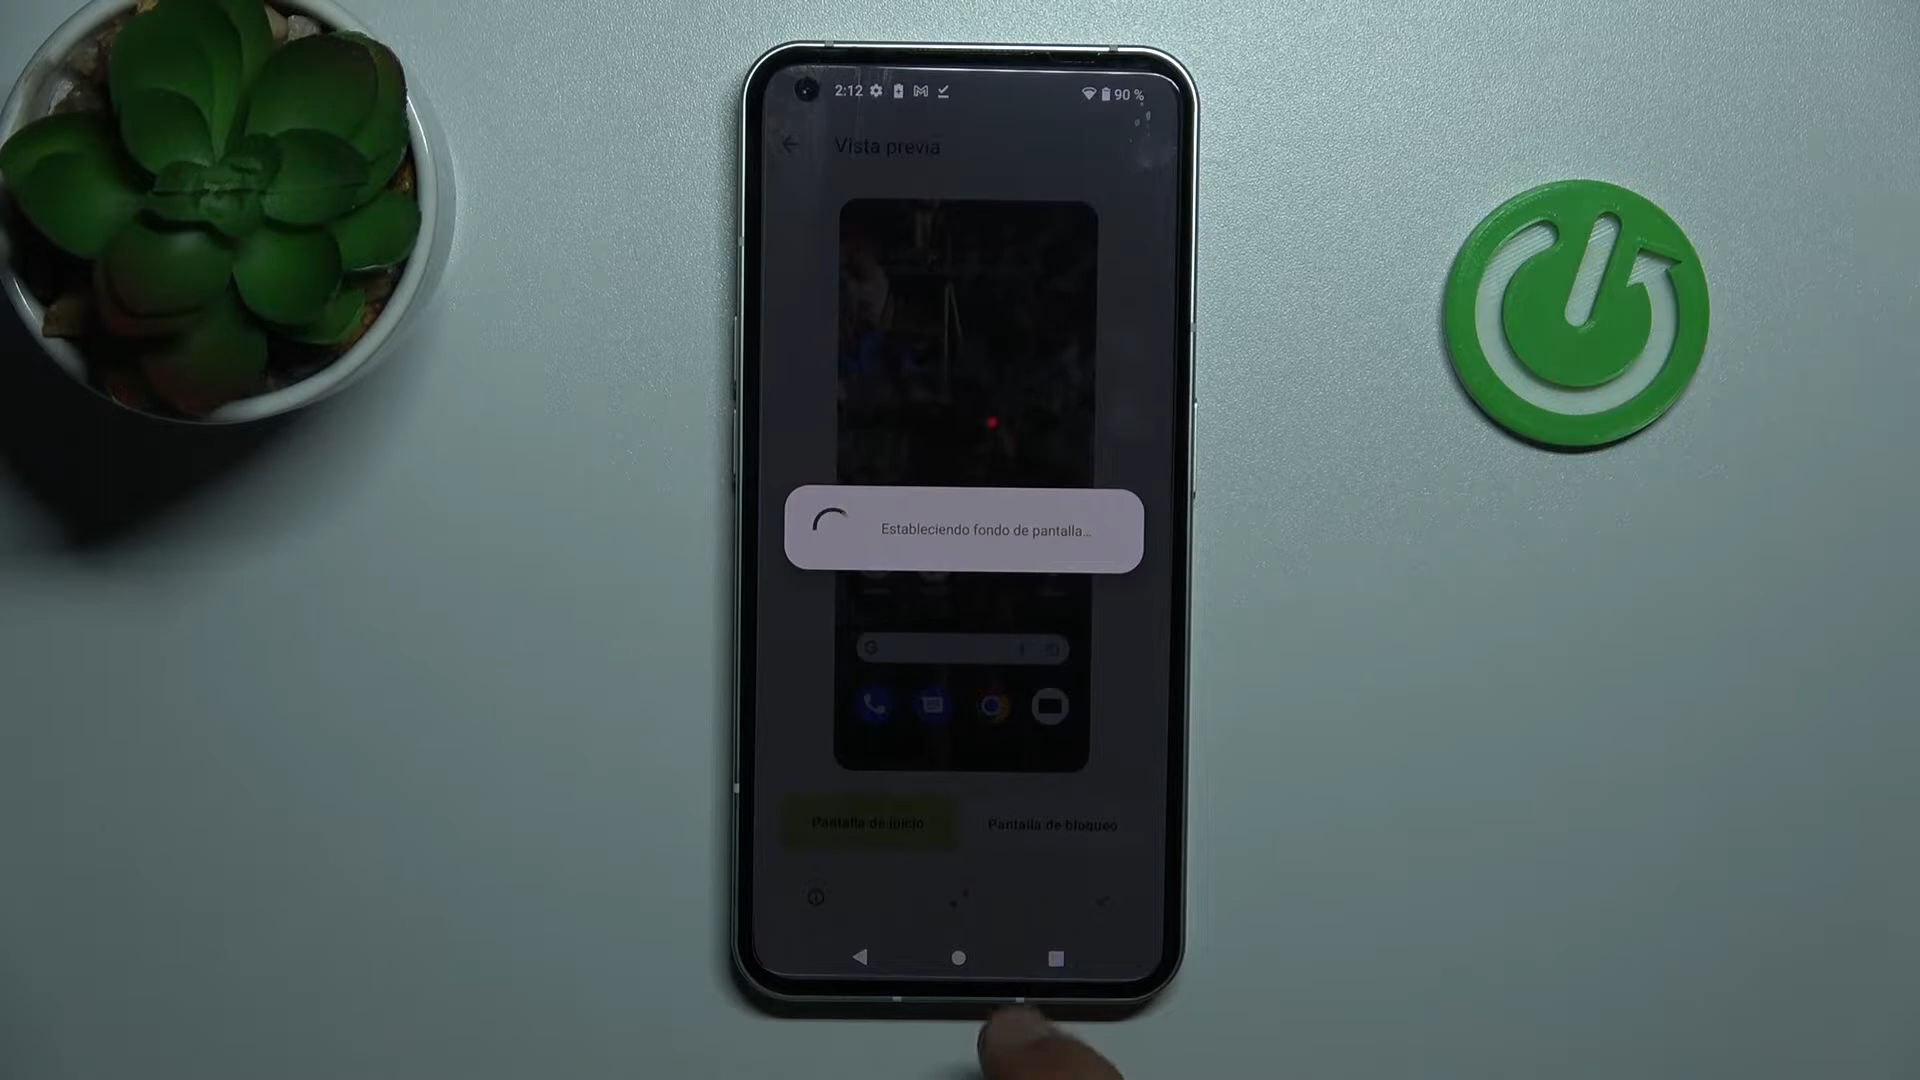 2:12
90 %
Vista previa
Estableciendo fondo de pantalla...
Pantalla de inicio
Pantalla de bloqueo